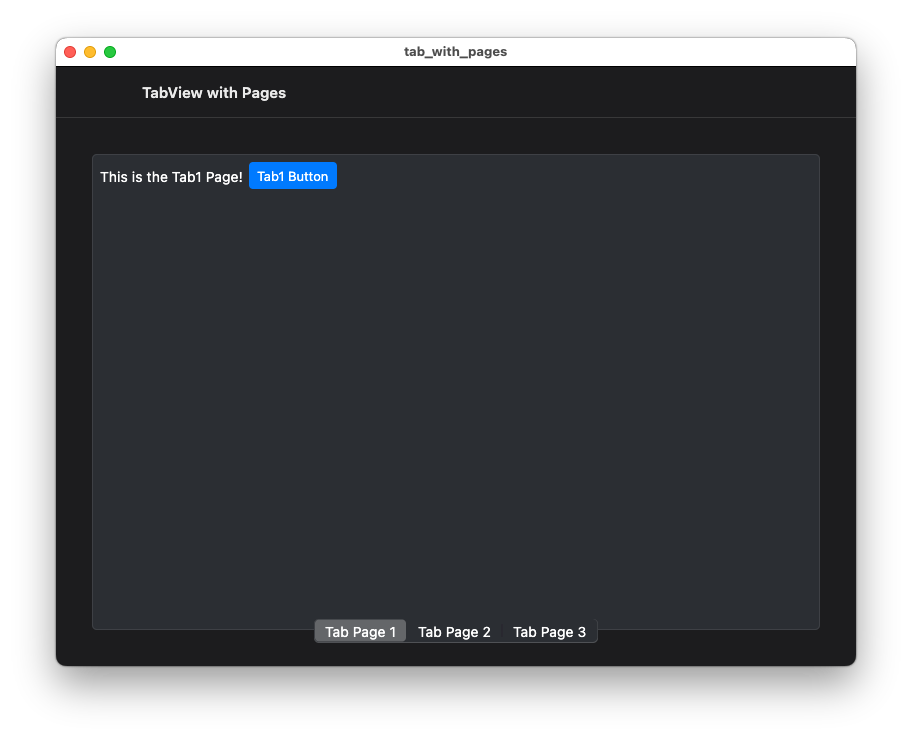 tab_with_pages
TabView with Pages
This is the Tab1 Page! Tab1 Button
Tab Page 1 Tab Page 2 Tab Page 3